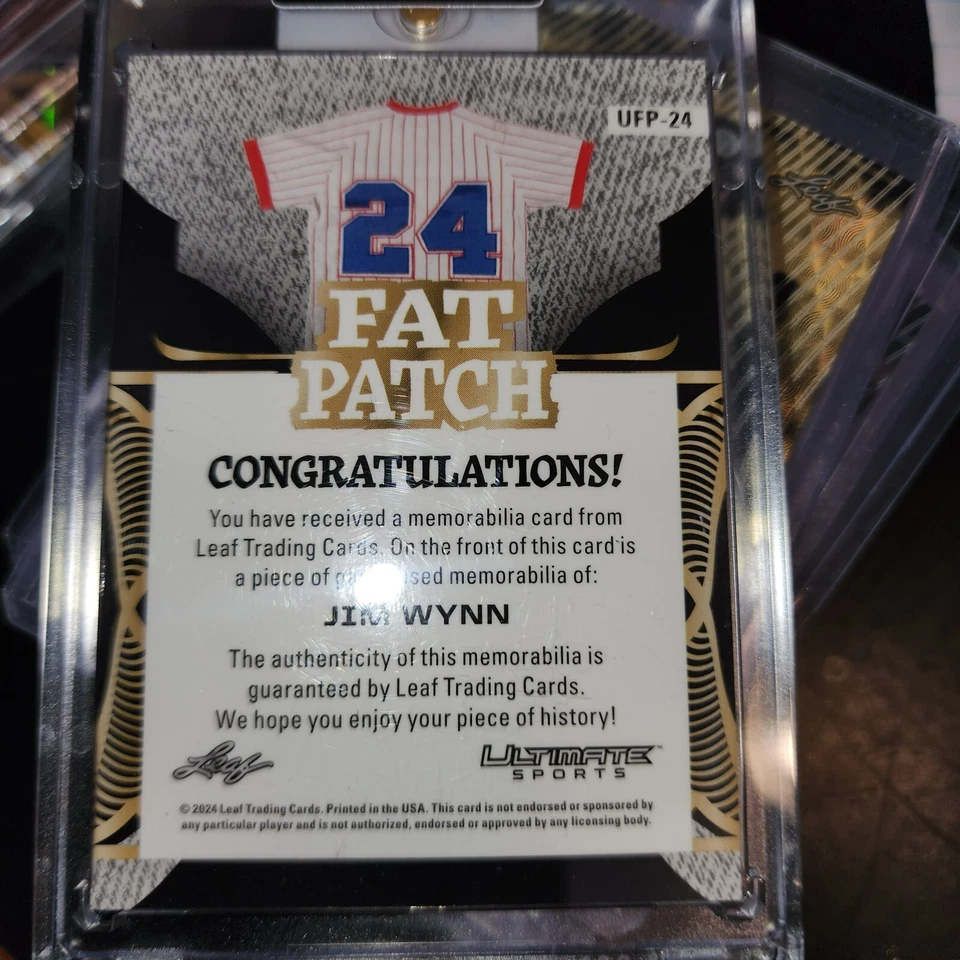 UFP-24
24
FAT
PATCH
CONGRATULATIONS!
You have received a memorabilia card from
Leaf Trading Cards. On the front of this card is
a piece of memorabilia of:
JIM WYNN
The authenticity of this memorabilia is
guaranteed by Leaf Trading Cards.
We hope you enjoy your piece of history!
Leaf
ULTIMATE
SPORTS
© 2024 Leaf Trading Cards. Printed in the USA. This card is not endorsed or sponsored by
any particular player and is not authorized, endorsed or approved by any licensing body.
Leaf